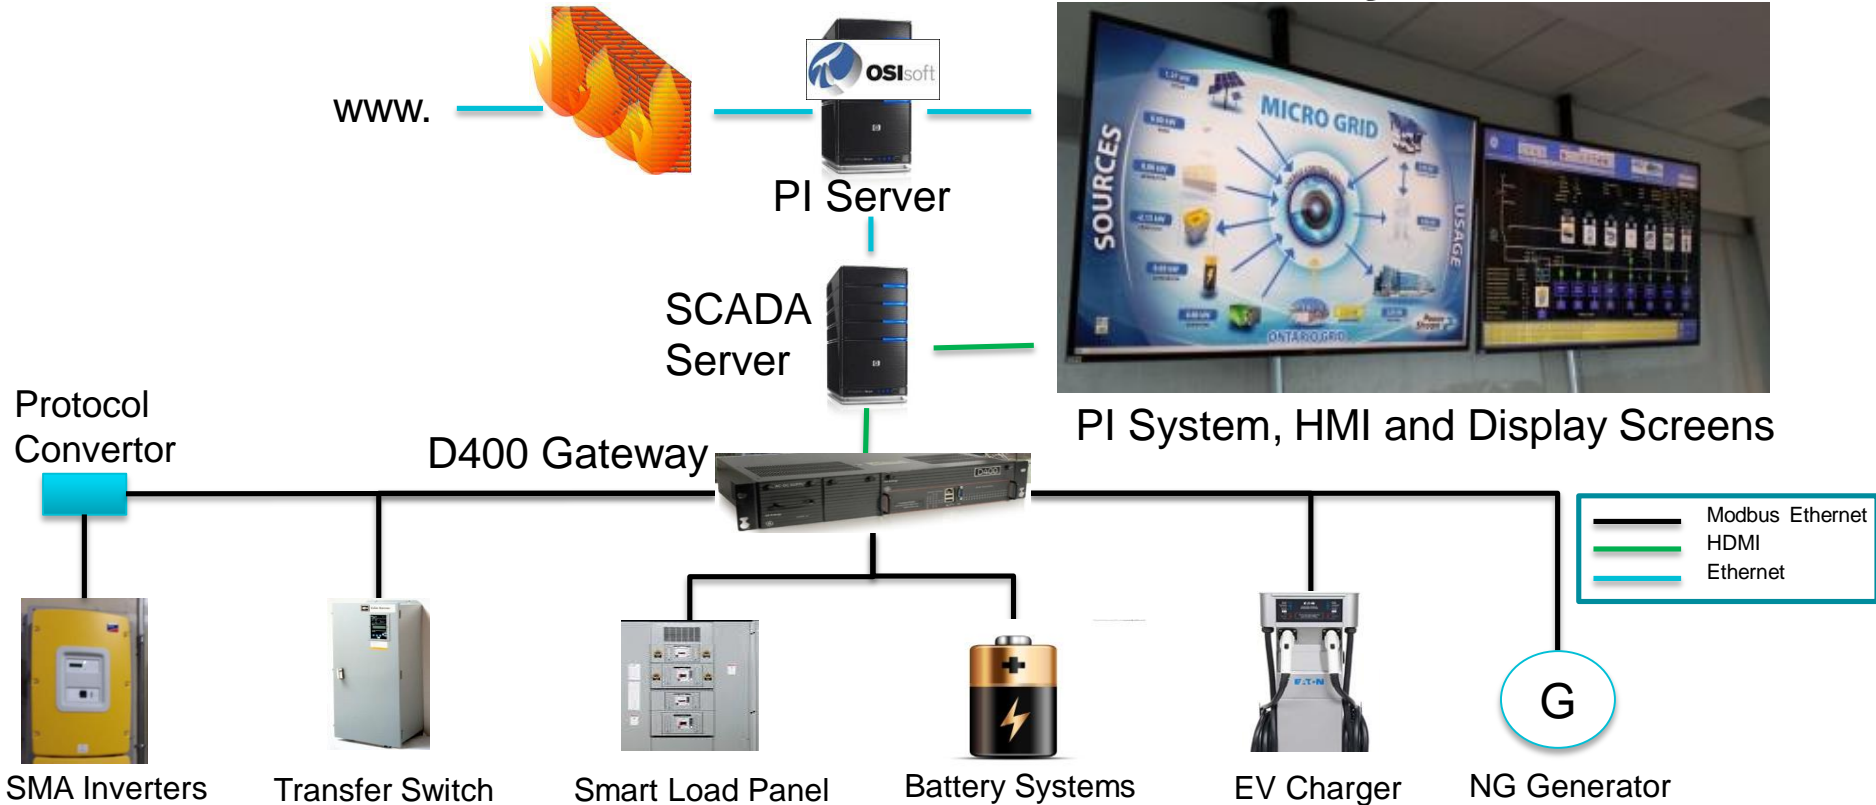 www.
OSIsoft
PI Server
SCADA
Server
MICRO GRID
SOURCES
USAGE
ONTARIO GRID
PI System, HMI and Display Screens
Protocol
Convertor
D400 Gateway
D400
Modbus Ethernet
HDMI
Ethernet
G
SMA Inverters
Transfer Switch
Smart Load Panel
Battery Systems
EV Charger
NG Generator